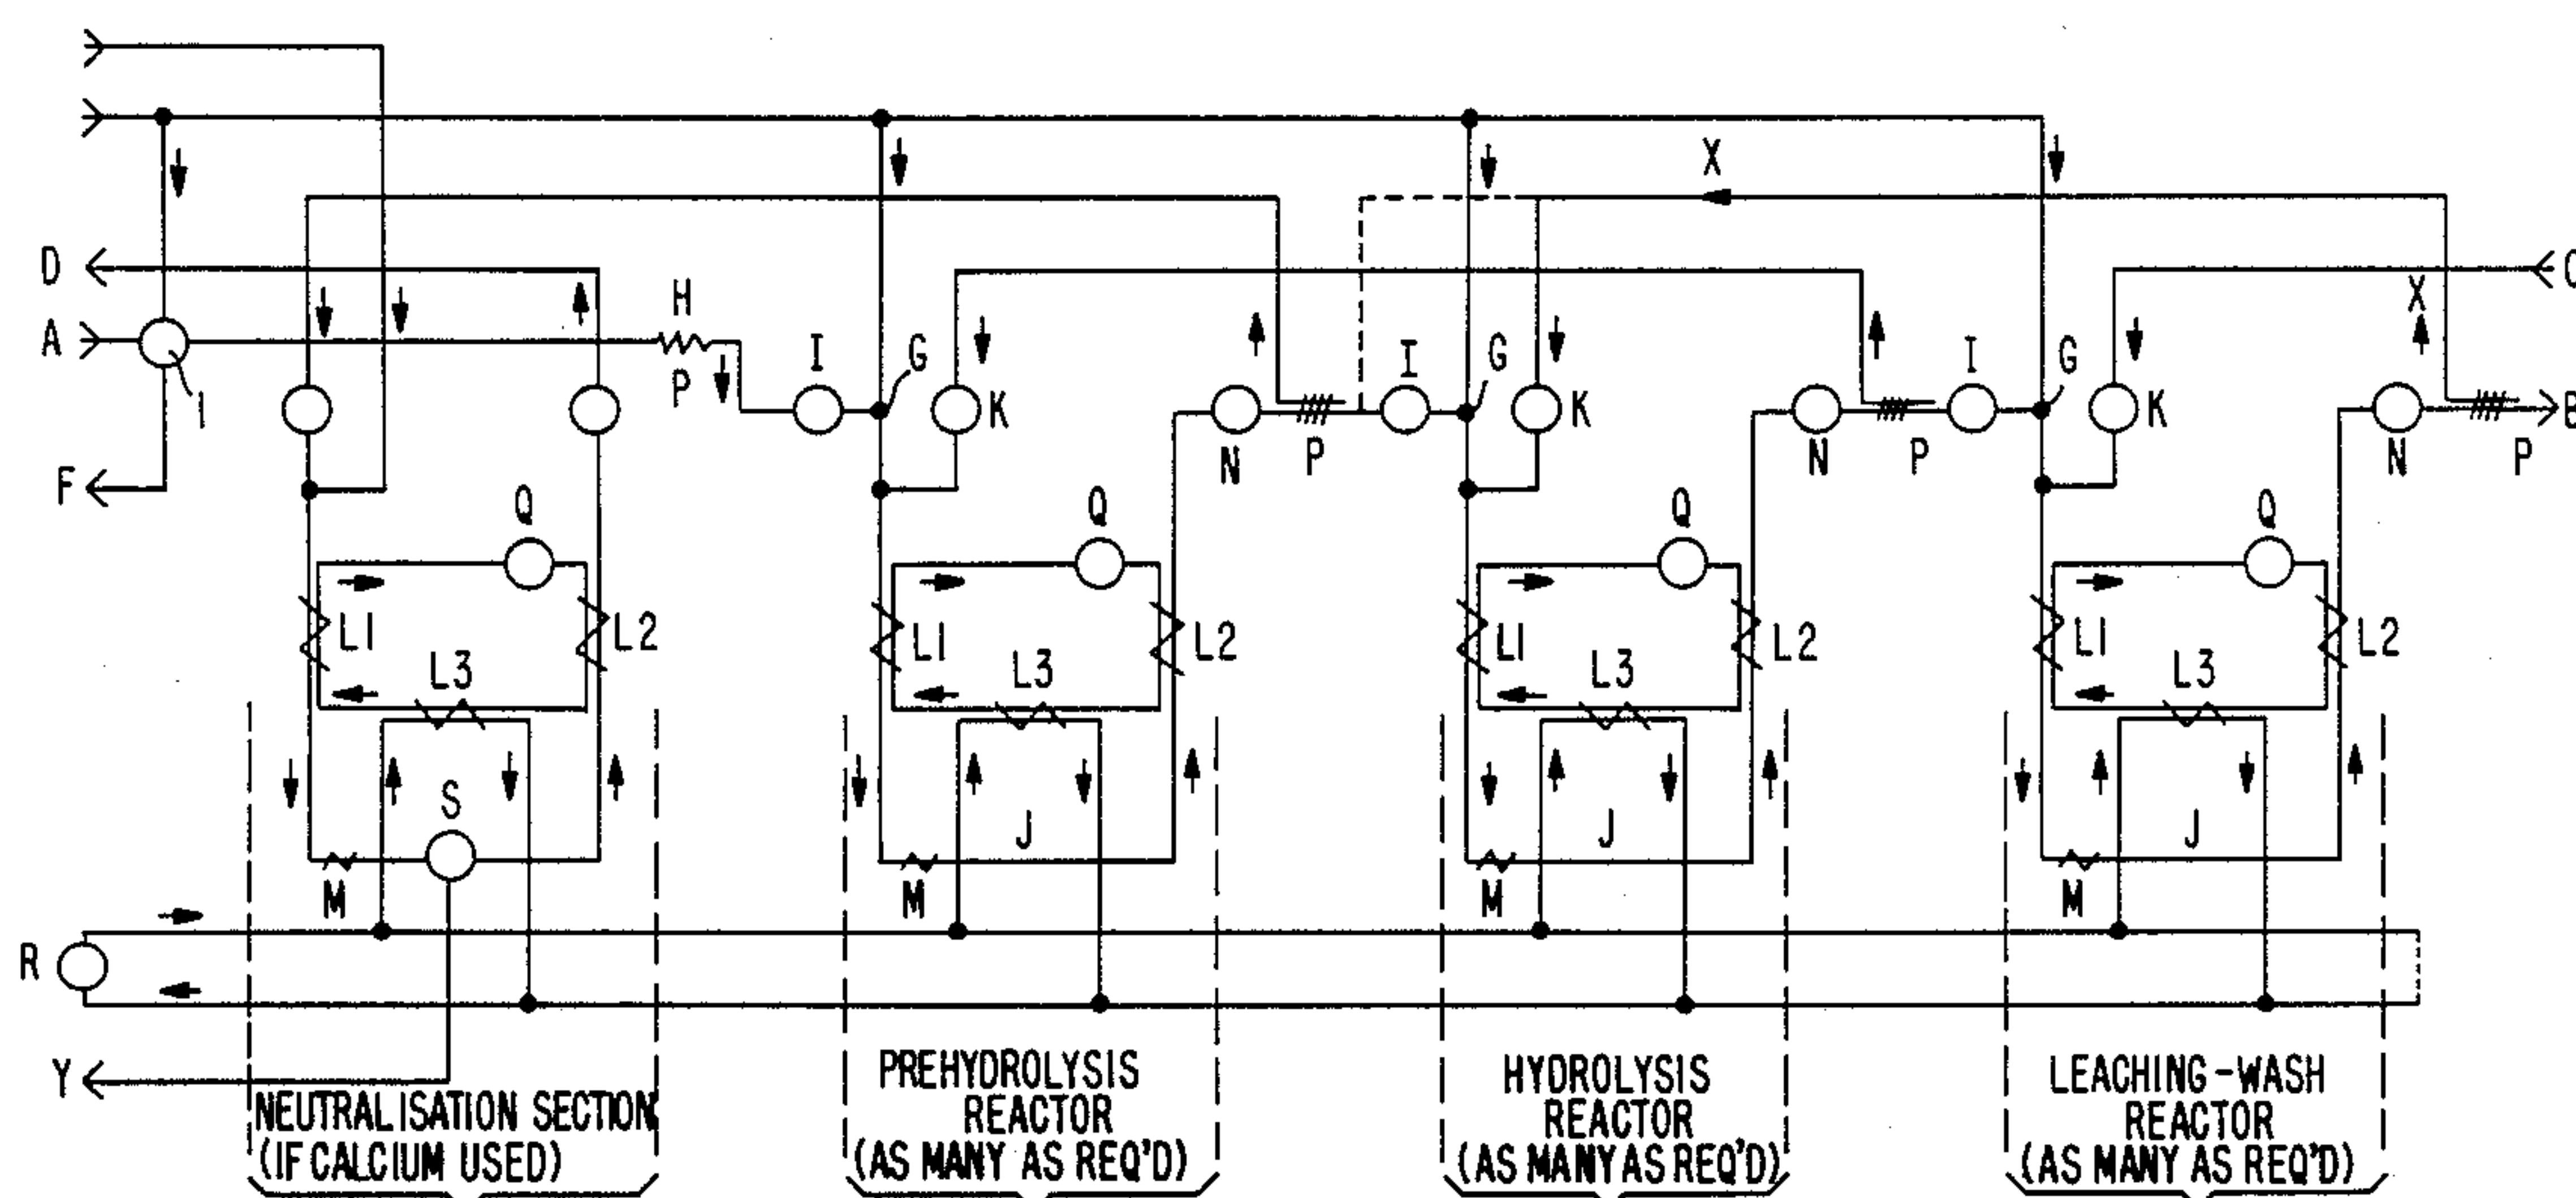 X
D
C
H
X
A
I
G
I
G
I
G
P
1
K
K
K
B
F
N
P
N
P
N
P
Q
Q
Q
Q
L1
L2
L1
L2
L1
L2
L1
L2
L3
L3
L3
L3
S
J
J
J
M
M
M
M
R
Y
NEUTRALISATION SECTION
(IF CALCIUM USED)
PREHYDROLYSIS
REACTOR
(AS MANY AS REQ'D)
HYDROLYSIS
REACTOR
(AS MANY AS REQ'D)
LEACHING-WASH
REACTOR
(AS MANY AS REQ'D)